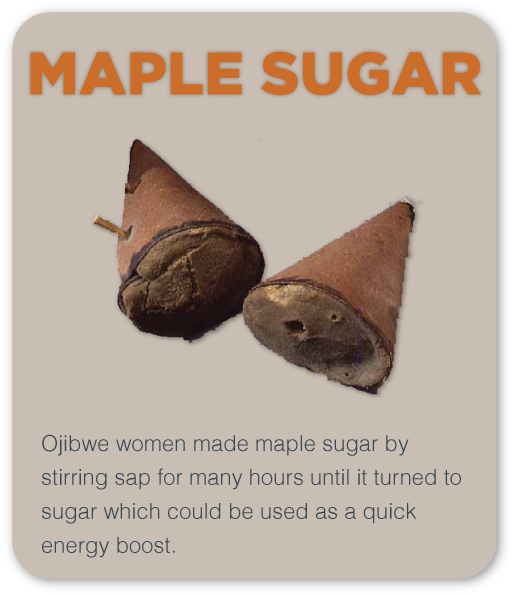 MAPLE SUGAR
Ojibwe women made maple sugar by
stirring sap for many hours until it turned to
sugar which could be used as a quick
energy boost.